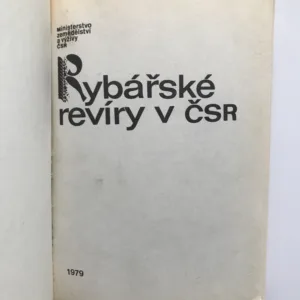 ministerstvo
zemědělství
a výživy
ČSR
Rybářské
revíry v ČSR
1979